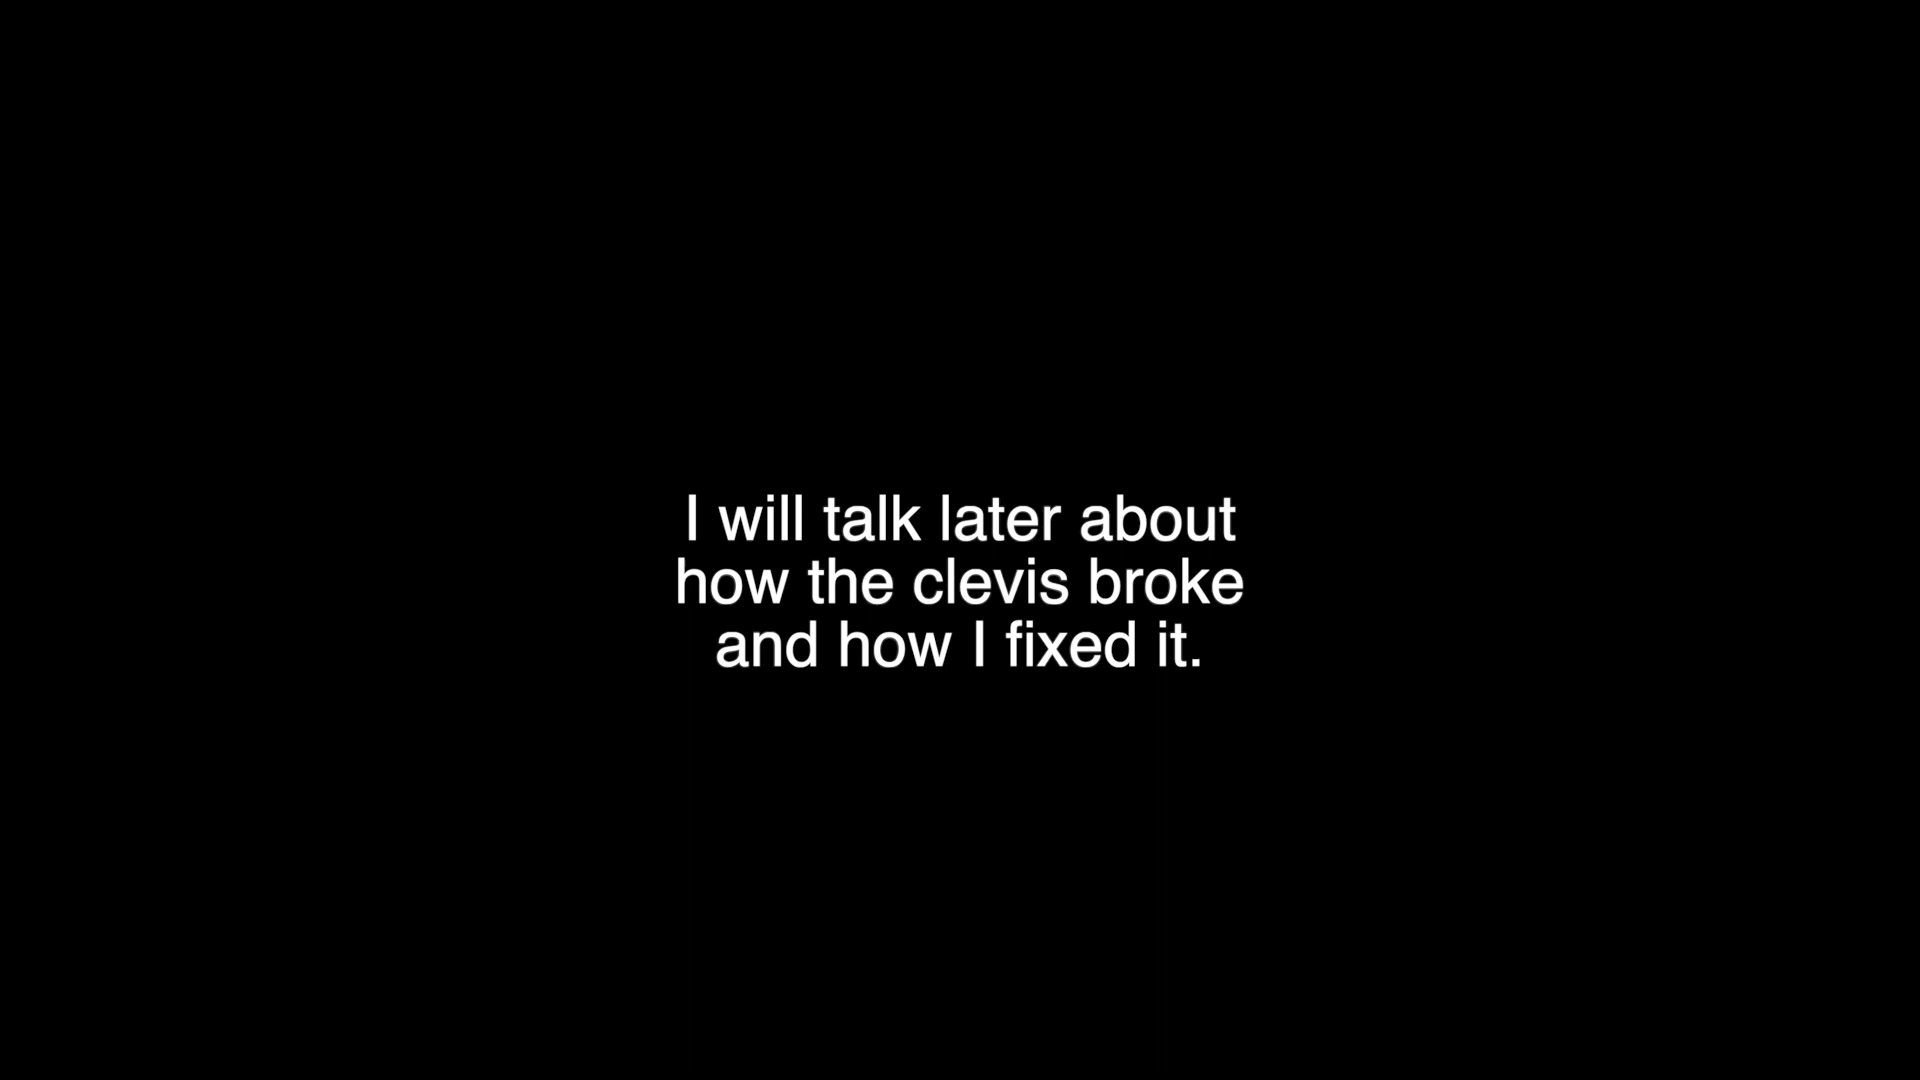 I will talk later about
how the clevis broke
and how I fixed it.